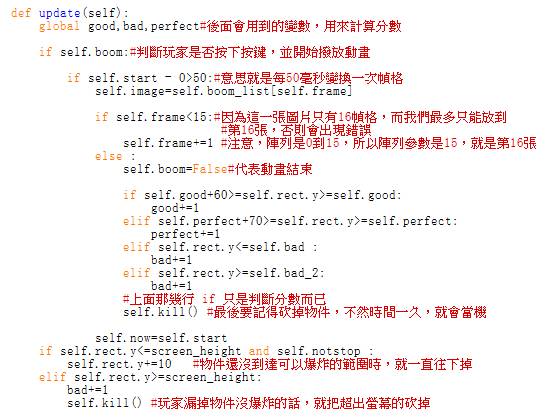 def update(self):
global good,bad,perfect#後面會用到的變數，用來計算分數
if self.boom:#判斷玩家是否按下按鍵，並開始撥放動畫
if self.start - 0>50:#意思就是每50毫秒變換一次幀格
self.image=self.boom_list[self.frame]
if self.frame<15:#因為這一張圖片只有16幀格，而我們最多只能放到
#第16張，否則會出現錯誤
self.frame+=1 #注意，陣列是0到15，所以陣列參數是15，就是第16張
else :
self.boom=False#代表動畫結束
if self.good+60>=self.rect.y>=self.good:
good+=1
elif self.perfect+70>=self.rect.y>=self.perfect:
perfect+=1
elif self.rect.y<=self.bad :
bad+=1
elif self.rect.y>=self.bad_2:
bad+=1
#上面那幾行 if 只是判斷分數而已
self.kill() #最後要記得砍掉物件，不然時間一久，就會當機
self.now=self.start
if self.rect.y<=screen_height and self.notstop :
self.rect.y+=10 #物件還沒到達可以爆炸的範圍時，就一直往下掉
elif self.rect.y>=screen_height:
bad+=1
self.kill() #玩家漏掉物件沒爆炸的話，就把超出螢幕的砍掉